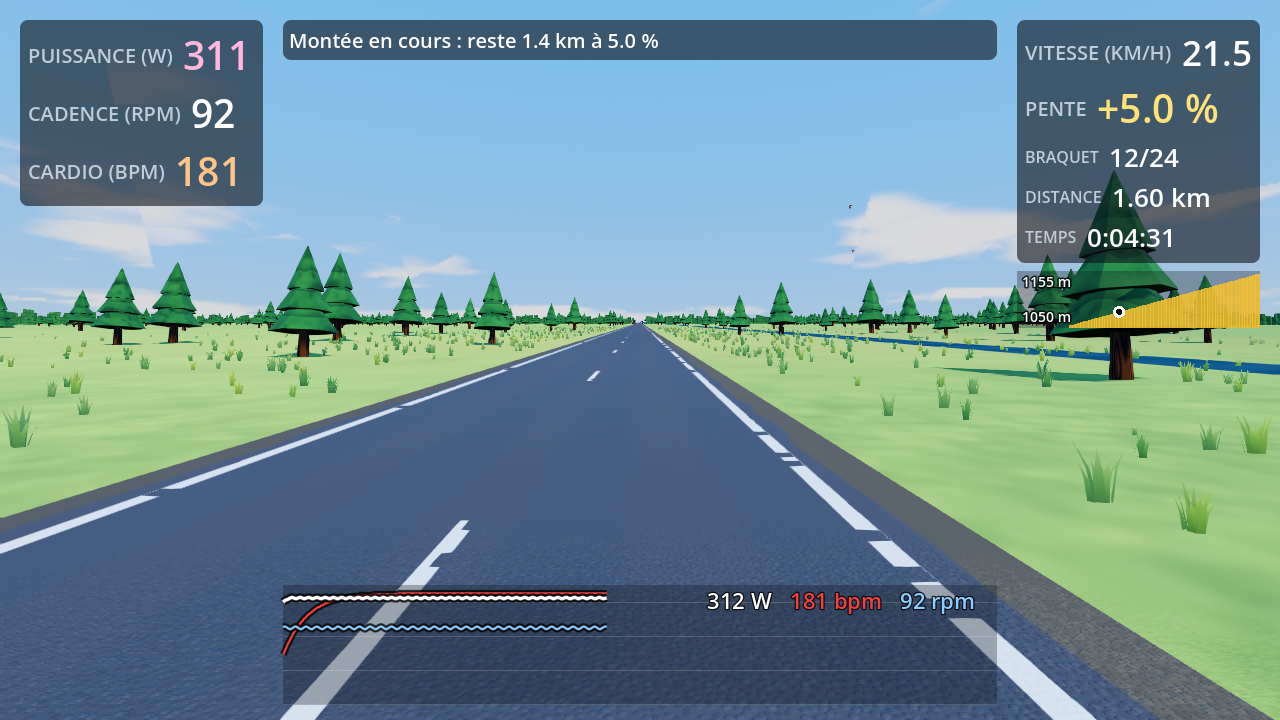 PUISSANCE (W) 311
CADENCE (RPM) 92
CARDIO (BPM) 181
Montée en cours : reste 1.4 km à 5.0 %
VITESSE (KM/H) 21.5
PENTE +5.0 %
BRAQUET 12/24
DISTANCE 1.60 km
TEMPS 0:04:31
1155 m
1050 m
312 W 181 bpm 92 rpm